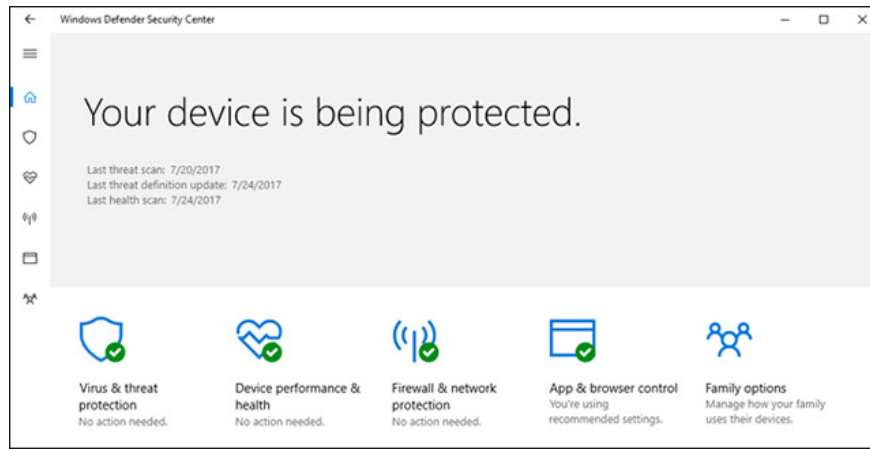 Windows Defender Security Center
Your device is being protected.
Last threat scan: 7/20/2017
Last threat definition update: 7/24/2017
Last health scan: 7/24/2017
Virus & threat
protection
No action needed.
Device performance &
health
No action needed.
Firewall & network
protection
No action needed.
App & browser control
You're using
recommended settings.
Family options
Manage how your family
uses their devices.